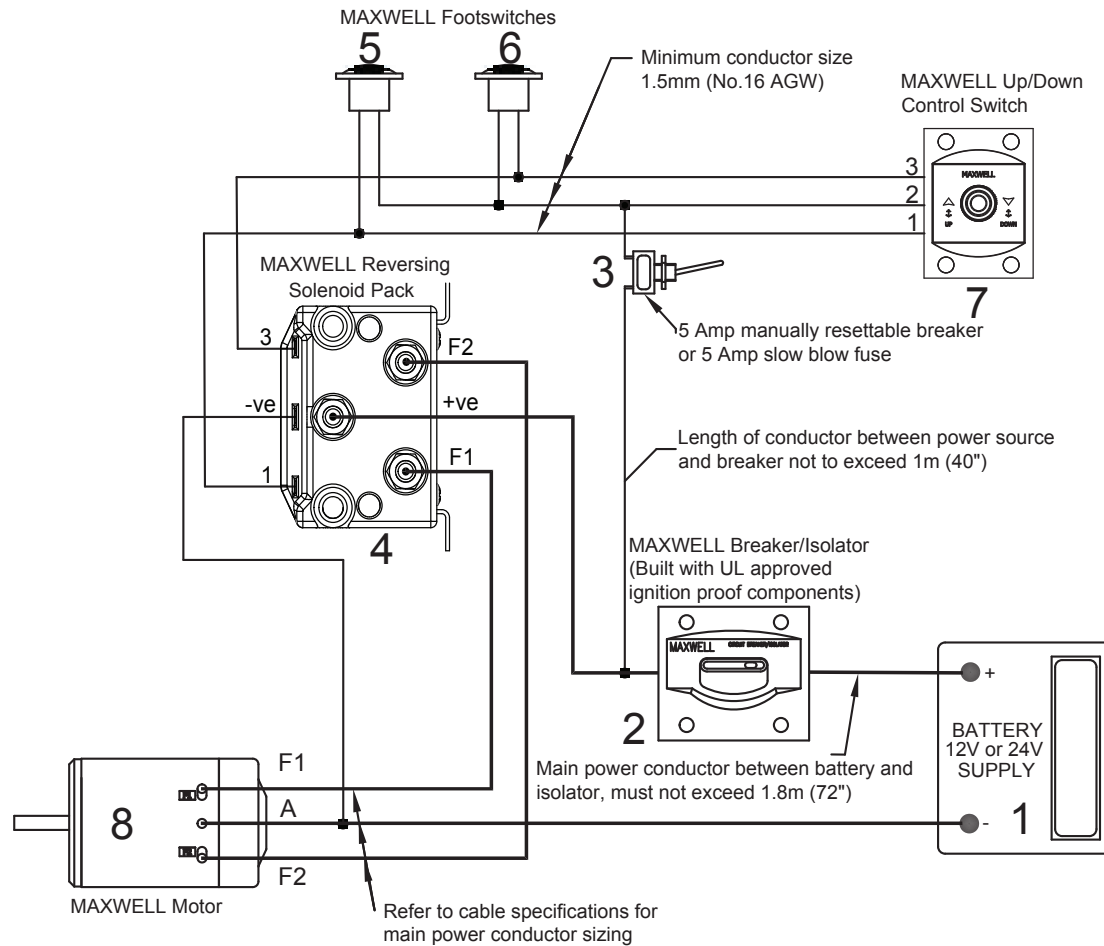 MAXWELL Footswitches
5
6
Minimum conductor size
1.5mm (No.16 AGW)
MAXWELL Up/Down
Control Switch
3
2
1
MAXWELL
UP
DOWN
7
MAXWELL Reversing
Solenoid Pack
3
5 Amp manually resettable breaker
or 5 Amp slow blow fuse
3
F2
-ve
+ve
F1
1
4
Length of conductor between power source
and breaker not to exceed 1m (40")
MAXWELL Breaker/Isolator
(Built with UL approved
ignition proof components)
MAXWELL
CIRCUIT BREAKER/ISOLATOR
2
+
BATTERY
12V or 24V
SUPPLY
-
1
Main power conductor between battery and
isolator, must not exceed 1.8m (72")
F1
A
8
F2
MAXWELL Motor
Refer to cable specifications for
main power conductor sizing